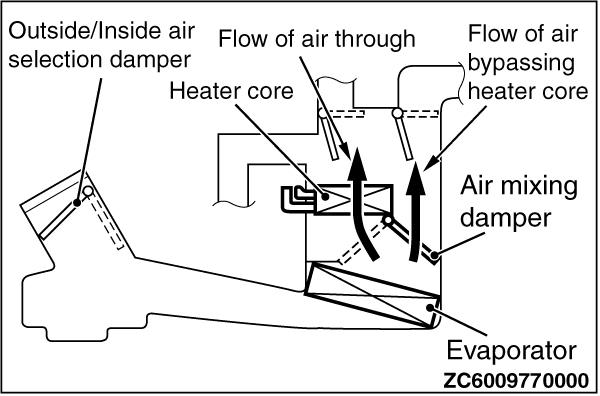 Outside/Inside air
selection damper
Flow of air through
Heater core
Flow of air
bypassing
heater core
Air mixing
damper
Evaporator
ZC6009770000